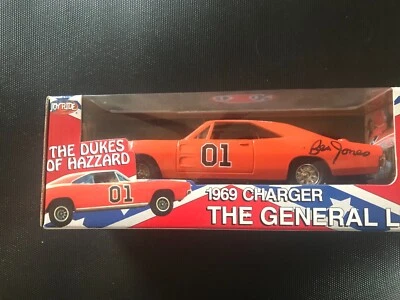 JOYRIDE
THE DUKES
OF HAZZARD
01
01
Ben Jones
1969 CHARGER
THE GENERAL L